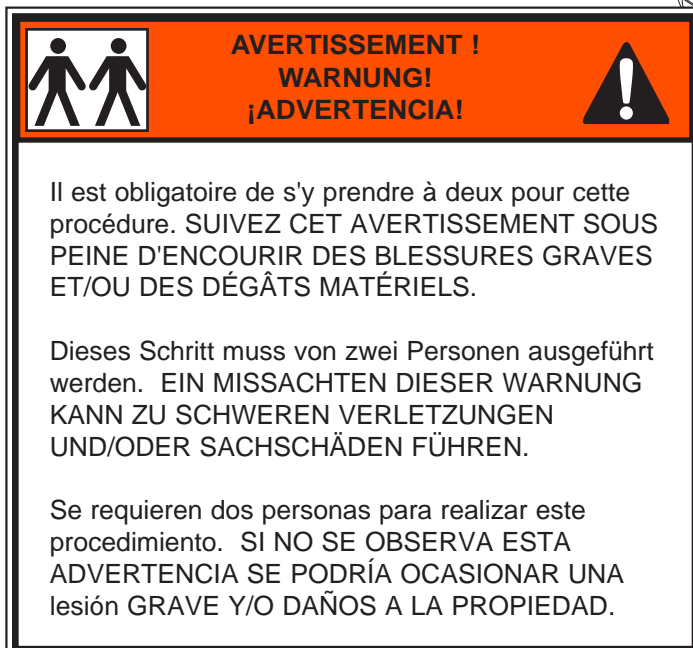 AVERTISSEMENT !
WARNUNG!
¡ADVERTENCIA!
Il est obligatoire de s'y prendre à deux pour cette
procédure. SUIVEZ CET AVERTISSEMENT SOUS
PEINE D'ENCOURIR DES BLESSURES GRAVES
ET/OU DES DÉGÂTS MATÉRIELS.
Dieses Schritt muss von zwei Personen ausgeführt
werden. EIN MISSACHTEN DIESER WARNUNG
KANN ZU SCHWEREN VERLETZUNGEN
UND/ODER SACHSCHÄDEN FÜHREN.
Se requieren dos personas para realizar este
procedimiento. SI NO SE OBSERVA ESTA
ADVERTENCIA SE PODRÍA OCASIONAR UNA
lesión GRAVE Y/O DAÑOS A LA PROPIEDAD.